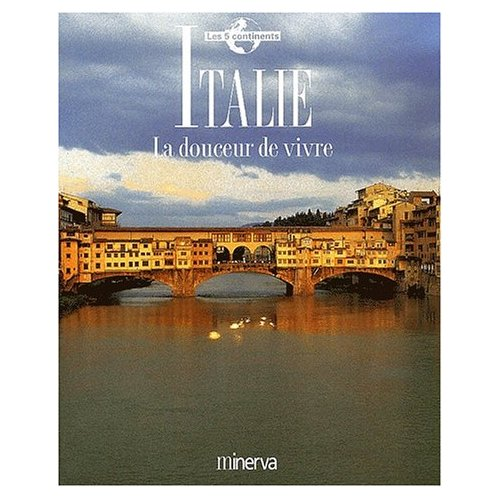 Les 5 continents
ITALIE
La douceur de vivre
minerva